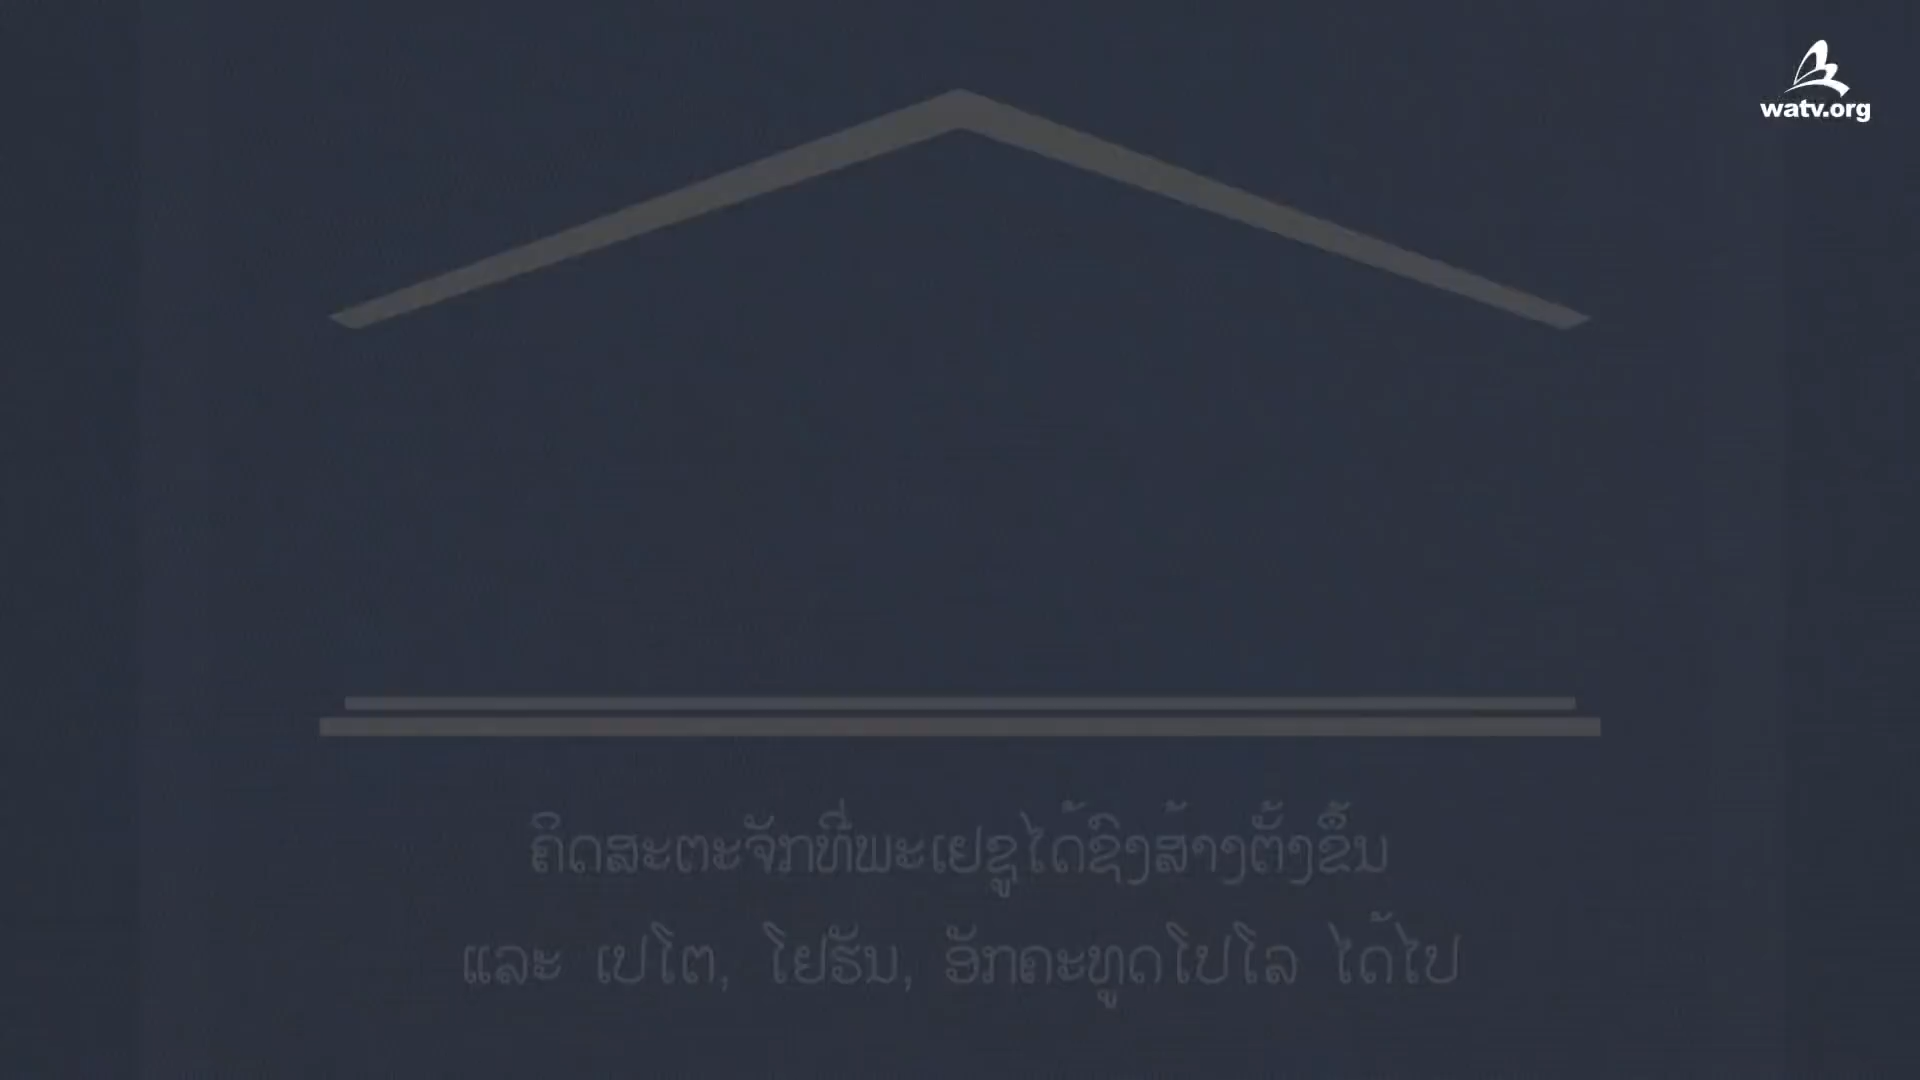 watv.org
ຄິດສະຕະຈັກທີ່ພະເຢຊູໄດ້ຊົງສ້າງຕັ້ງຂຶ້ນ
ແລະ ເປໂຕ, ໂຢຮັນ, ອັກຄະທູດໂປໂລ ໄດ້ໄປ